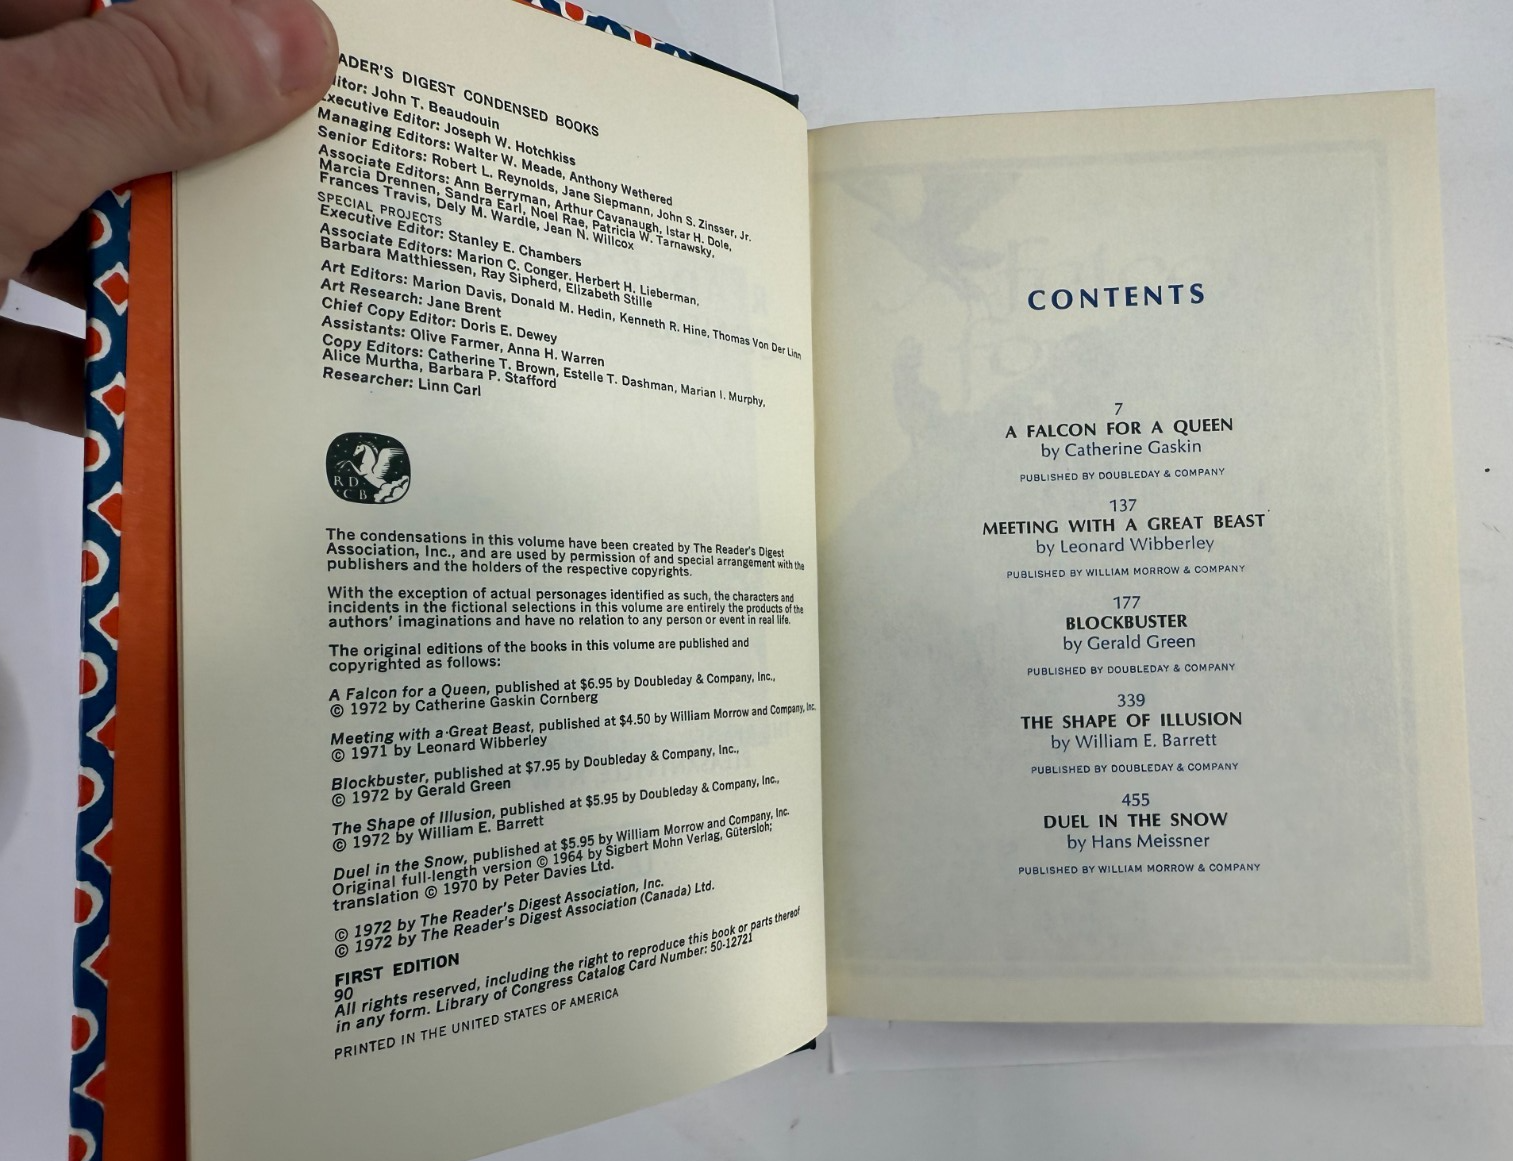 ADER'S DIGEST CONDENSED BOOKS
itor: John T. Beaudouin
Executive Editor: Joseph W. Hotchkiss
Managing Editors: Walter W. Meade, Anthony Wethered
Senior Editors: Robert L. Reynolds, Jane Siepmann, John S. Zinsser, Jr.
Associate Editors: Ann Berryman, Arthur Cavanaugh, Istar H. Dole,
Marcia Drennen, Sandra Earl, Noel Rae, Patricia W. Tarnawsky,
Frances Travis, Dely M. Wardle, Jean N. Willcox
SPECIAL PROJECTS
Executive Editor: Stanley E. Chambers
Associate Editors: Marion C. Conger, Herbert H. Lieberman,
Barbara Matthiessen, Ray Sipherd, Elizabeth Stille
Art Editors: Marion Davis, Donald M. Hedin, Kenneth R. Hine, Thomas Von Der Linn
Art Research: Jane Brent
Chief Copy Editor: Doris E. Dewey
Assistants: Olive Farmer, Anna H. Warren
Copy Editors: Catherine T. Brown, Estelle T. Dashman, Marian I. Murphy,
Alice Murtha, Barbara P. Stafford
Researcher: Linn Carl
RD
CB
The condensations in this volume have been created by The Reader's Digest
Association, Inc., and are used by permission of and special arrangement with the
publishers and the holders of the respective copyrights.
With the exception of actual personages identified as such, the characters and
incidents in the fictional selections in this volume are entirely the products of the
authors' imaginations and have no relation to any person or event in real life.
The original editions of the books in this volume are published and
copyrighted as follows:
A Falcon for a Queen, published at $6.95 by Doubleday & Company, Inc.,
© 1972 by Catherine Gaskin Cornberg
Meeting with a Great Beast, published at $4.50 by William Morrow and Company, Inc.
© 1971 by Leonard Wibberley
Blockbuster, published at $7.95 by Doubleday & Company, Inc.,
© 1972 by Gerald Green
The Shape of Illusion, published at $5.95 by Doubleday & Company, Inc.,
© 1972 by William E. Barrett
Duel in the Snow, published at $5.95 by William Morrow and Company, Inc.
Original full-length version © 1964 by Sigbert Mohn Verlag, Gütersloh;
translation © 1970 by Peter Davies Ltd.
© 1972 by The Reader's Digest Association, Inc.
© 1972 by The Reader's Digest Association (Canada) Ltd.
FIRST EDITION
90
All rights reserved, including the right to reproduce this book or parts thereof
in any form. Library of Congress Catalog Card Number: 50-12721
PRINTED IN THE UNITED STATES OF AMERICA
CONTENTS
7
A FALCON FOR A QUEEN
by Catherine Gaskin
PUBLISHED BY DOUBLEDAY & COMPANY
137
MEETING WITH A GREAT BEAST
by Leonard Wibberley
PUBLISHED BY WILLIAM MORROW & COMPANY
177
BLOCKBUSTER
by Gerald Green
PUBLISHED BY DOUBLEDAY & COMPANY
339
THE SHAPE OF ILLUSION
by William E. Barrett
PUBLISHED BY DOUBLEDAY & COMPANY
455
DUEL IN THE SNOW
by Hans Meissner
PUBLISHED BY WILLIAM MORROW & COMPANY